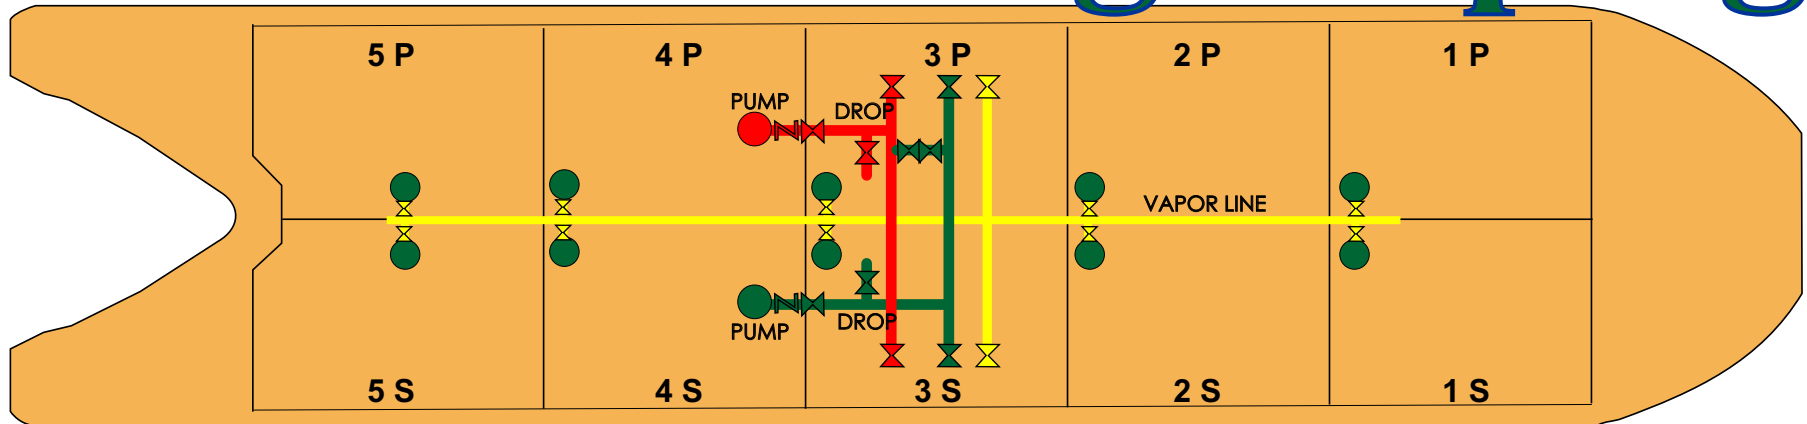 5 P 4 P 3 P 2 P 1 P
PUMP DROP
VAPOR LINE
PUMP DROP
5 S 4 S 3 S 2 S 1 S